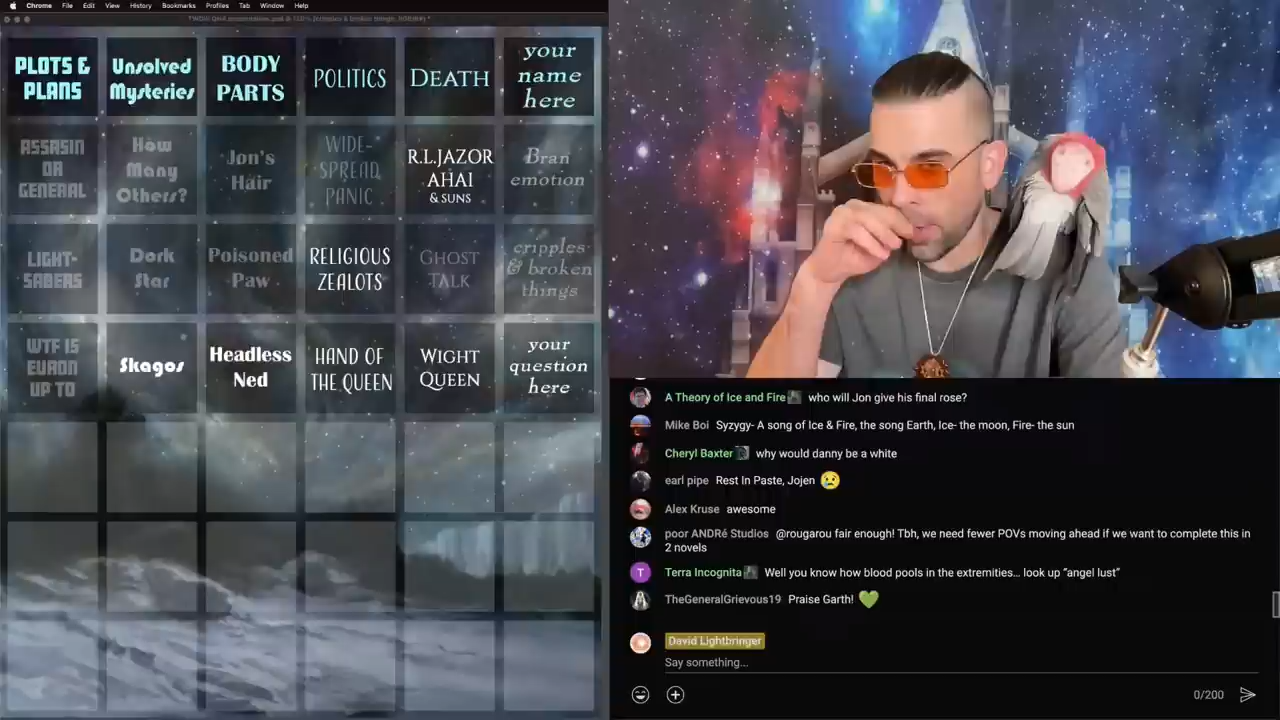 Chrome File Edit View History Bookmarks Profiles Tab Window Help
PLOTS &
PLANS
Unsolved
Mysteries
BODY
PARTS
POLITICS
DEATH
your
name
here
ASSASIN
OR
GENERAL
How
Many
Others?
Jon's
Hair
WIDE-
SPREAD
PANIC
R.L.JAZOR
AHAI
& SUNS
Bran
emotion
LIGHT-
SABERS
Dark
Star
Poisoned
Paw
RELIGIOUS
ZEALOTS
GHOST
TALK
cripples
& broken
things
WTF IS
EURON
UP TO
Skagos
Headless
Ned
HAND OF
THE QUEEN
WIGHT
QUEEN
your
question
here
A Theory of Ice and Fire who will Jon give his final rose?
Mike Boi Syzygy- A song of Ice & Fire, the song Earth, Ice- the moon, Fire- the sun
Cheryl Baxter why would danny be a white
earl pipe Rest In Paste, Jojen 😢
Alex Kruse awesome
poor ANDRé Studios @rougarou fair enough! Tbh, we need fewer POVs moving ahead if we want to complete this in
2 novels
T
Terra Incognita Well you know how blood pools in the extremities... look up “angel lust”
TheGeneralGrievous19 Praise Garth! 💚
David Lightbringer
Say something...
0/200